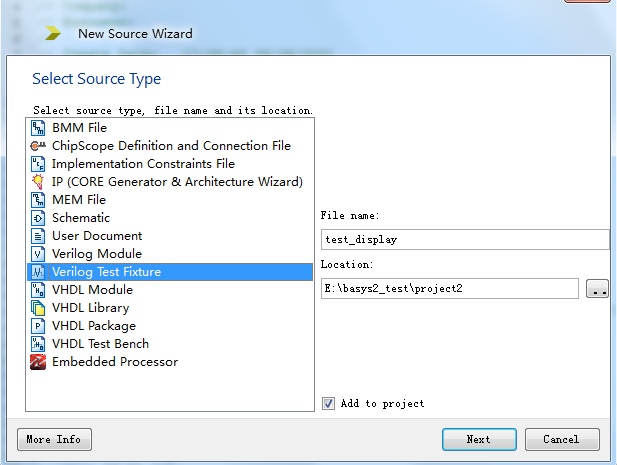 New Source Wizard
Select Source Type
Select source type, file name and its location.
BMM File
ChipScope Definition and Connection File
Implementation Constraints File
IP (CORE Generator & Architecture Wizard)
MEM File
Schematic
User Document
Verilog Module
Verilog Test Fixture
VHDL Module
VHDL Library
VHDL Package
VHDL Test Bench
Embedded Processor
File name:
test_display
Location:
E:\basys2_test\project2
..
Add to project
More Info
Next
Cancel